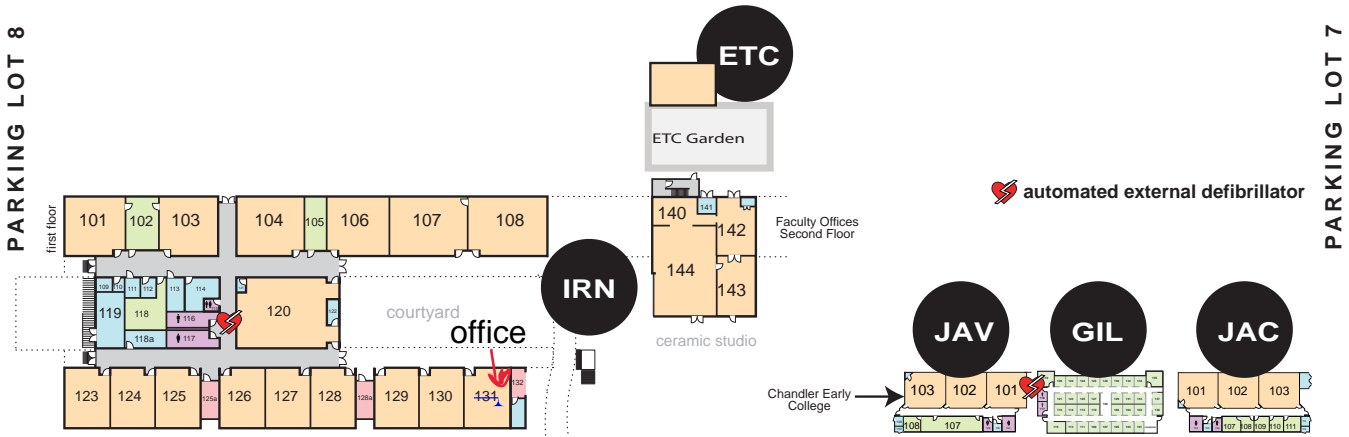 PARKING LOT 8
PARKING LOT 7
ETC
ETC Garden
automated external defibrillator
first floor
101 102 103 104 105 106 107 108
140 141 142
Faculty Offices
Second Floor
144 143
109 110 111 112 113 114
119 118 116 120 122
118a 117
courtyard
office
IRN
ceramic studio
JAV GIL JAC
123 124 125 125a 126 127 128 128a 129 130 131 132
Chandler Early
College
103 102 101
101 102 103
108 107
107 108 109 110 111